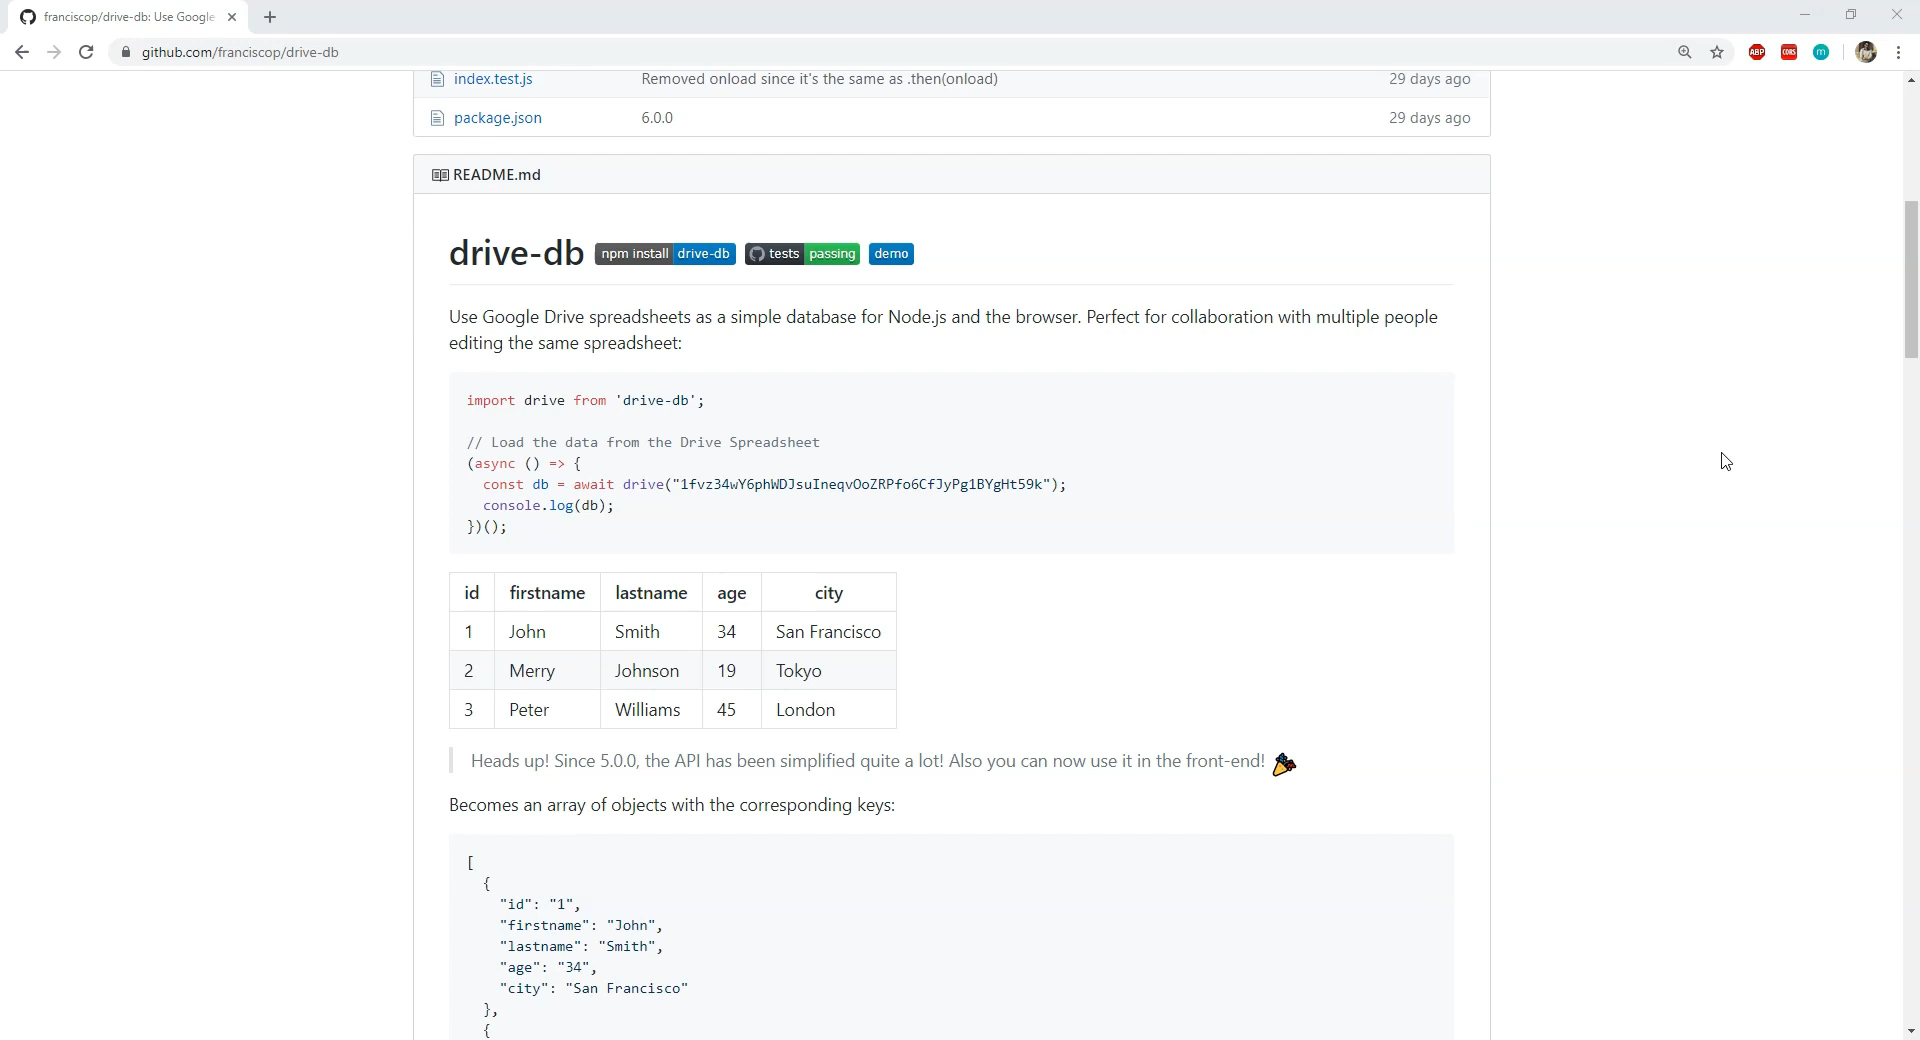 franciscop/drive-db: Use Google
github.com/franciscop/drive-db
ABP
CORS
m
index.test.js Removed onload since it's the same as .then(onload) 29 days ago
package.json 6.0.0 29 days ago
README.md
drive-db npm install drive-db tests passing demo
Use Google Drive spreadsheets as a simple database for Node.js and the browser. Perfect for collaboration with multiple people
editing the same spreadsheet:
import drive from 'drive-db';
// Load the data from the Drive Spreadsheet
(async () => {
const db = await drive("1fvz34wY6phWDJsuIneqvOoZRPfo6CfJyPg1BYgHt59k");
console.log(db);
})();
id firstname lastname age city
1 John Smith 34 San Francisco
2 Merry Johnson 19 Tokyo
3 Peter Williams 45 London
Heads up! Since 5.0.0, the API has been simplified quite a lot! Also you can now use it in the front-end! 🎉
Becomes an array of objects with the corresponding keys:
[
{
"id": "1",
"firstname": "John",
"lastname": "Smith",
"age": "34",
"city": "San Francisco"
},
{